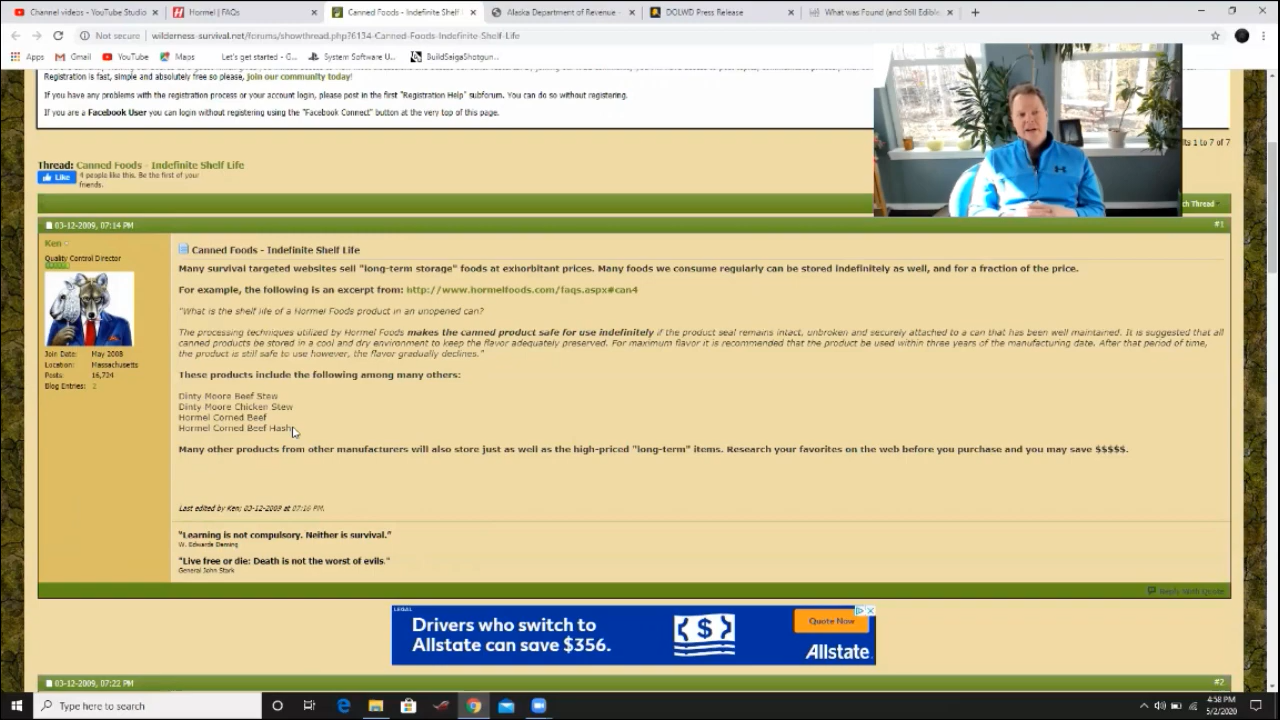 Channel videos - YouTube Studio
Hormel | FAQs
Canned Foods - Indefinite Shelf
Alaska Department of Revenue -
DOLWD Press Release
What was Found (and Still Edible
Not secure | wilderness-survival.net/forums/showthread.php?6134-Canned-Foods-Indefinite-Shelf-Life
Apps
Gmail
YouTube
Maps
Let's get started - G...
System Software U...
BuildSaigaShotgun...
Registration is fast, simple and absolutely free so please, join our community today!
If you have any problems with the registration process or your account login, please post in the first "Registration Help" subforum. You can do so without registering.
If you are a Facebook User you can login without registering using the "Facebook Connect" button at the very top of this page.
lts 1 to 7 of 7
Thread: Canned Foods - Indefinite Shelf Life
Like
4 people like this. Be the first of your
friends.
ch Thread
03-12-2009, 07:14 PM
#1
Ken
Quality Control Director
Join Date: May 2008
Location: Massachusetts
Posts: 16,724
Blog Entries: 2
Canned Foods - Indefinite Shelf Life
Many survival targeted websites sell "long-term storage" foods at exhorbitant prices. Many foods we consume regularly can be stored indefinitely as well, and for a fraction of the price.
For example, the following is an excerpt from: http://www.hormelfoods.com/faqs.aspx#can4
"What is the shelf life of a Hormel Foods product in an unopened can?
The processing techniques utilized by Hormel Foods makes the canned product safe for use indefinitely if the product seal remains intact, unbroken and securely attached to a can that has been well maintained. It is suggested that all
canned products be stored in a cool and dry environment to keep the flavor adequately preserved. For maximum flavor it is recommended that the product be used within three years of the manufacturing date. After that period of time,
the product is still safe to use however, the flavor gradually declines."
These products include the following among many others:
Dinty Moore Beef Stew
Dinty Moore Chicken Stew
Hormel Corned Beef
Hormel Corned Beef Hash
Many other products from other manufacturers will also store just as well as the high-priced "long-term" items. Research your favorites on the web before you purchase and you may save $$$$$.
Last edited by Ken; 03-12-2009 at 07:16 PM.
"Learning is not compulsory. Neither is survival."
W. Edwards Deming
"Live free or die: Death is not the worst of evils."
General John Stark
Reply With Quote
LEGAL
Drivers who switch to
Allstate can save $356.
Quote Now
Allstate.
03-12-2009, 07:22 PM
#2
Type here to search
4:58 PM
5/2/2020